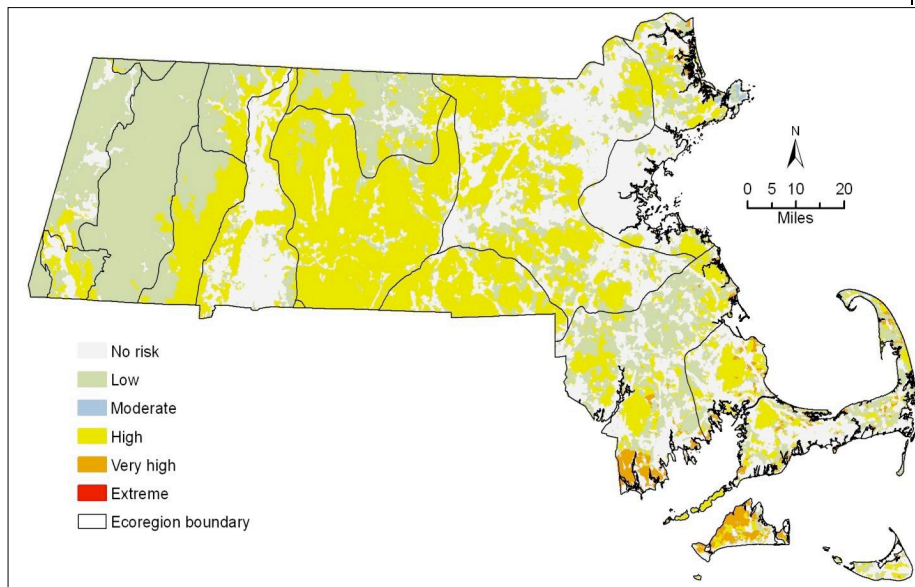 N
0 5 10 20
Miles
No risk
Low
Moderate
High
Very high
Extreme
Ecoregion boundary